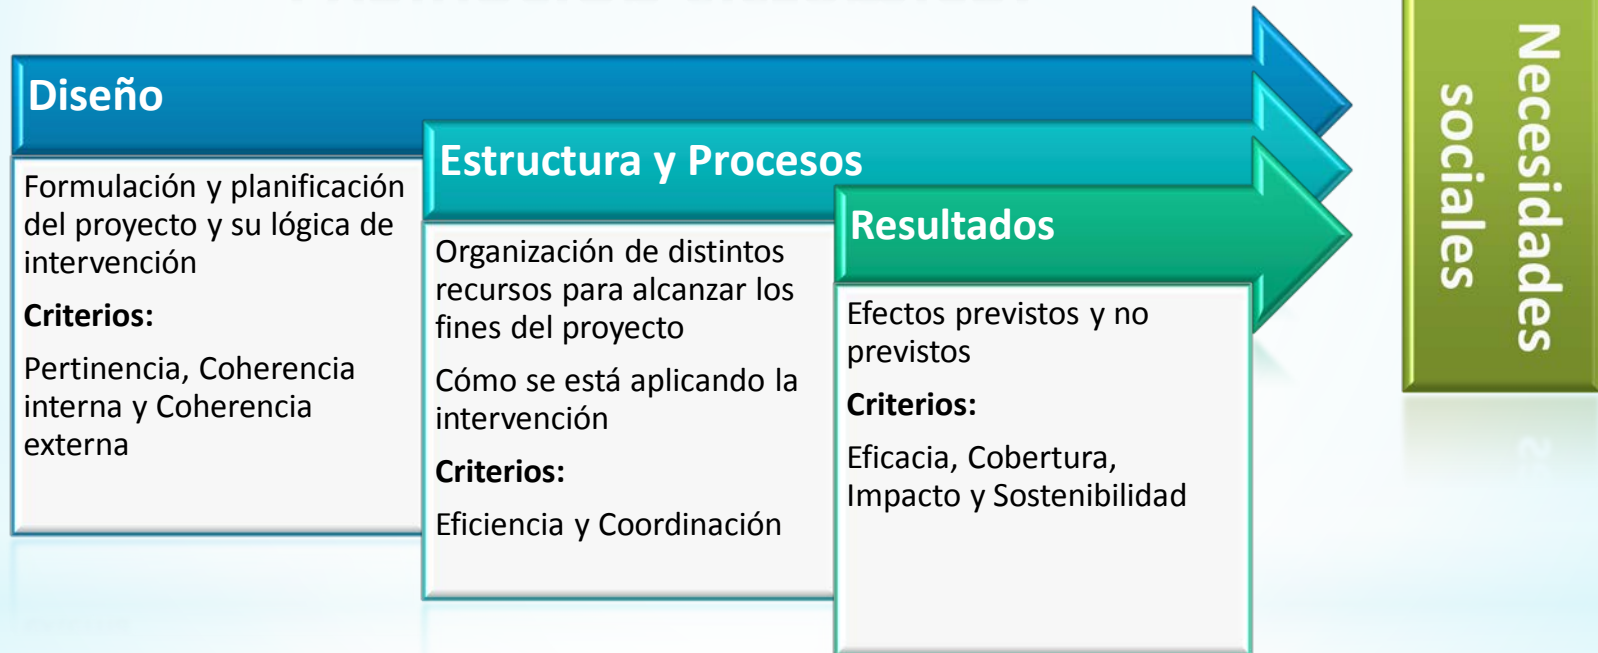 Diseño
Formulación y planificación
del proyecto y su lógica de
intervención
Criterios:
Pertinencia, Coherencia
interna y Coherencia
externa
Estructura y Procesos
Organización de distintos
recursos para alcanzar los
fines del proyecto
Cómo se está aplicando la
intervención
Criterios:
Eficiencia y Coordinación
Resultados
Efectos previstos y no
previstos
Criterios:
Eficacia, Cobertura,
Impacto y Sostenibilidad
Necesidades
sociales